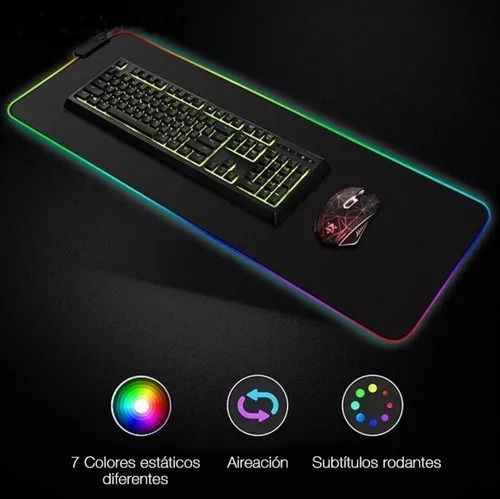 7 Colores estáticos
diferentes
Aireación
Subtítulos rodantes